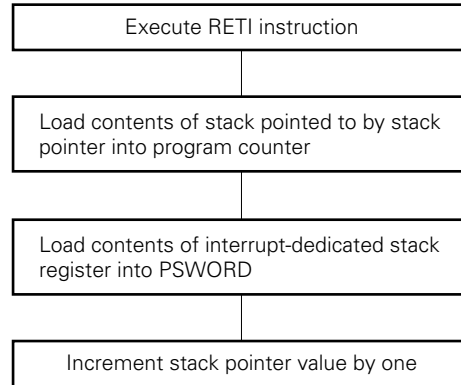 Execute RETI instruction
Load contents of stack pointed to by stack
pointer into program counter
Load contents of interrupt-dedicated stack
register into PSWORD
Increment stack pointer value by one